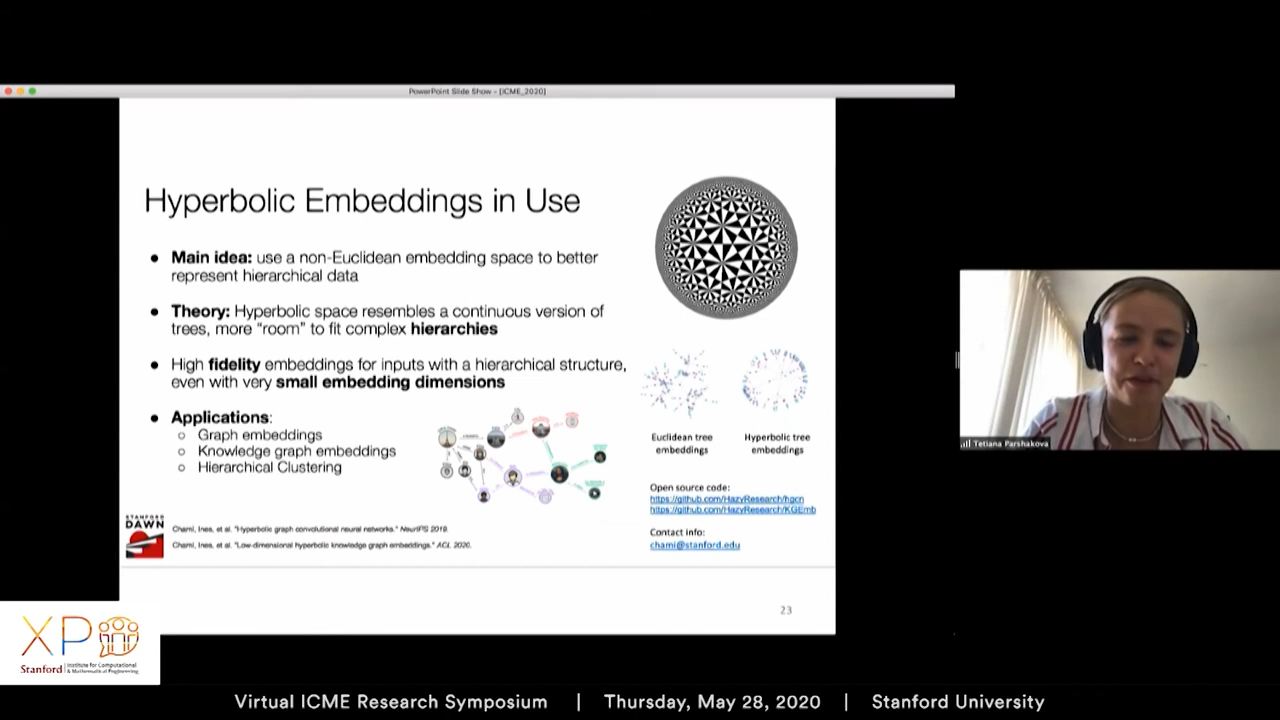 PowerPoint Slide Show - [ICME_2020]
Hyperbolic Embeddings in Use
● Main idea: use a non-Euclidean embedding space to better
represent hierarchical data
● Theory: Hyperbolic space resembles a continuous version of
trees, more “room” to fit complex hierarchies
● High fidelity embeddings for inputs with a hierarchical structure,
even with very small embedding dimensions
● Applications:
○ Graph embeddings
○ Knowledge graph embeddings
○ Hierarchical Clustering
Euclidean tree
embeddings
Hyperbolic tree
embeddings
Open source code:
https://github.com/HazyResearch/hgcn
https://github.com/HazyResearch/KGEmb
Contact info:
chami@stanford.edu
STANFORD
DAWN
Chami, Ines, et al. "Hyperbolic graph convolutional neural networks." NeurIPS 2019.
Chami, Ines, et al. "Low-dimensional hyperbolic knowledge graph embeddings." ACL 2020.
23
Tetiana Parshakova
XP
Stanford | Institute for Computational
& Mathematical Engineering
Virtual ICME Research Symposium | Thursday, May 28, 2020 | Stanford University